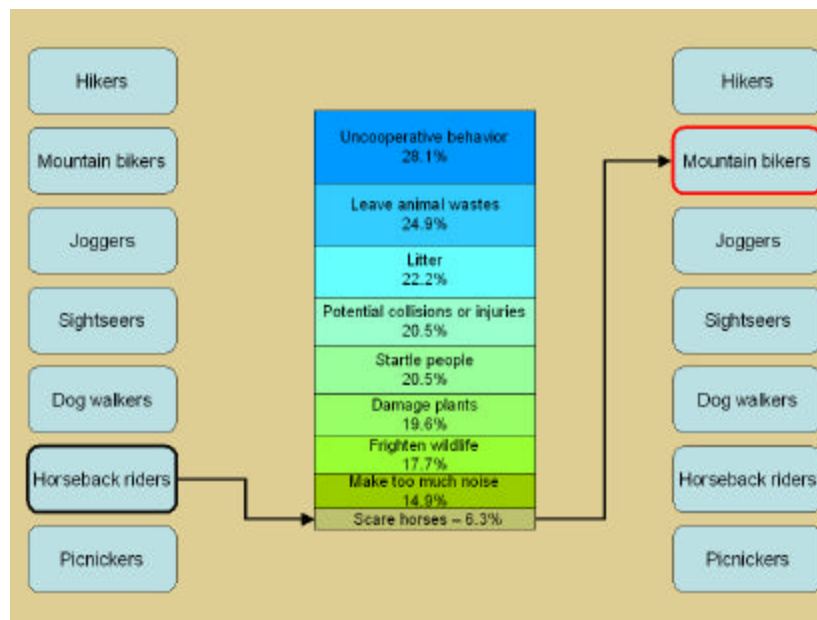 Hikers
Mountain bikers
Joggers
Sightseers
Dog walkers
Horseback riders
Picnickers
Uncooperative behavior
28.1%
Leave animal wastes
24.9%
Litter
22.2%
Potential collisions or injuries
20.5%
Startle people
20.5%
Damage plants
19.6%
Frighten wildlife
17.7%
Make too much noise
14.9%
Scare horses – 6.3%
Hikers
Mountain bikers
Joggers
Sightseers
Dog walkers
Horseback riders
Picnickers